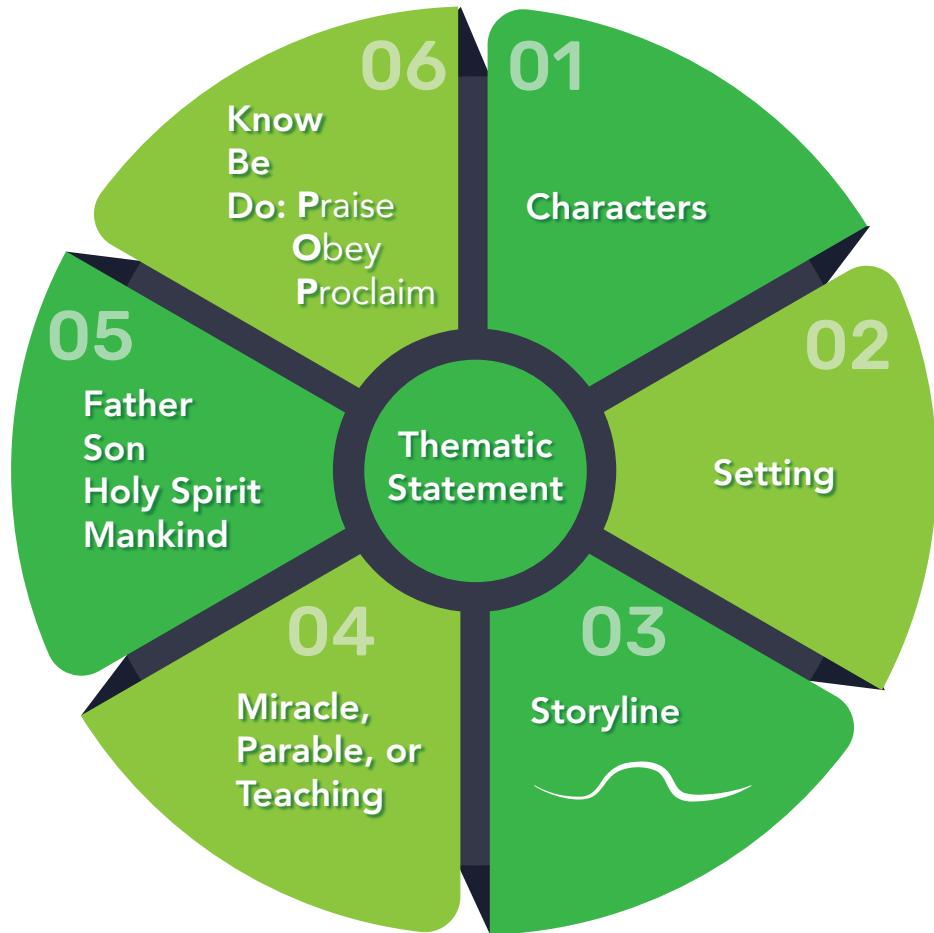 01
Characters
02
Setting
03
Storyline
04
Miracle,
Parable, or
Teaching
05
Father
Son
Holy Spirit
Mankind
06
Know
Be
Do: Praise
Obey
Proclaim
Thematic
Statement